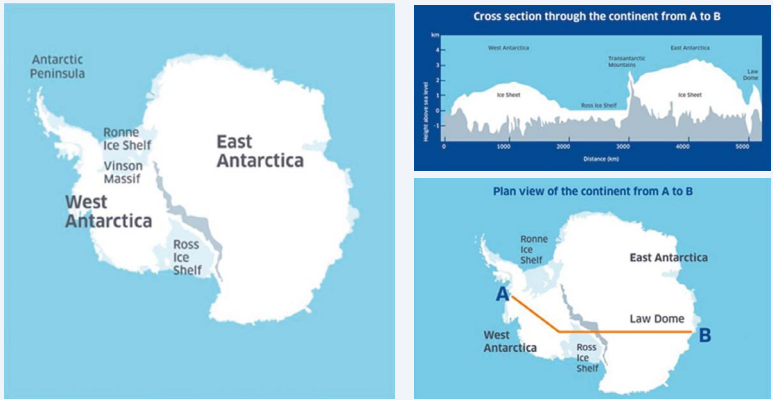 Antarctic
Peninsula
Ronne
Ice Shelf
Vinson
Massif
East
Antarctica
West
Antarctica
Ross
Ice
Shelf
Cross section through the continent from A to B
km
4
3
2
1
0
-1
Height above sea level
West Antarctica
Ice Sheet
Ross Ice Shelf
Transantarctic
Mountains
East Antarctica
Ice Sheet
Law
Dome
0
1000
2000
3000
4000
5000
Distance (km)
Plan view of the continent from A to B
Ronne
Ice
Shelf
East Antarctica
A
Law Dome
B
West
Antarctica
Ross
Ice
Shelf